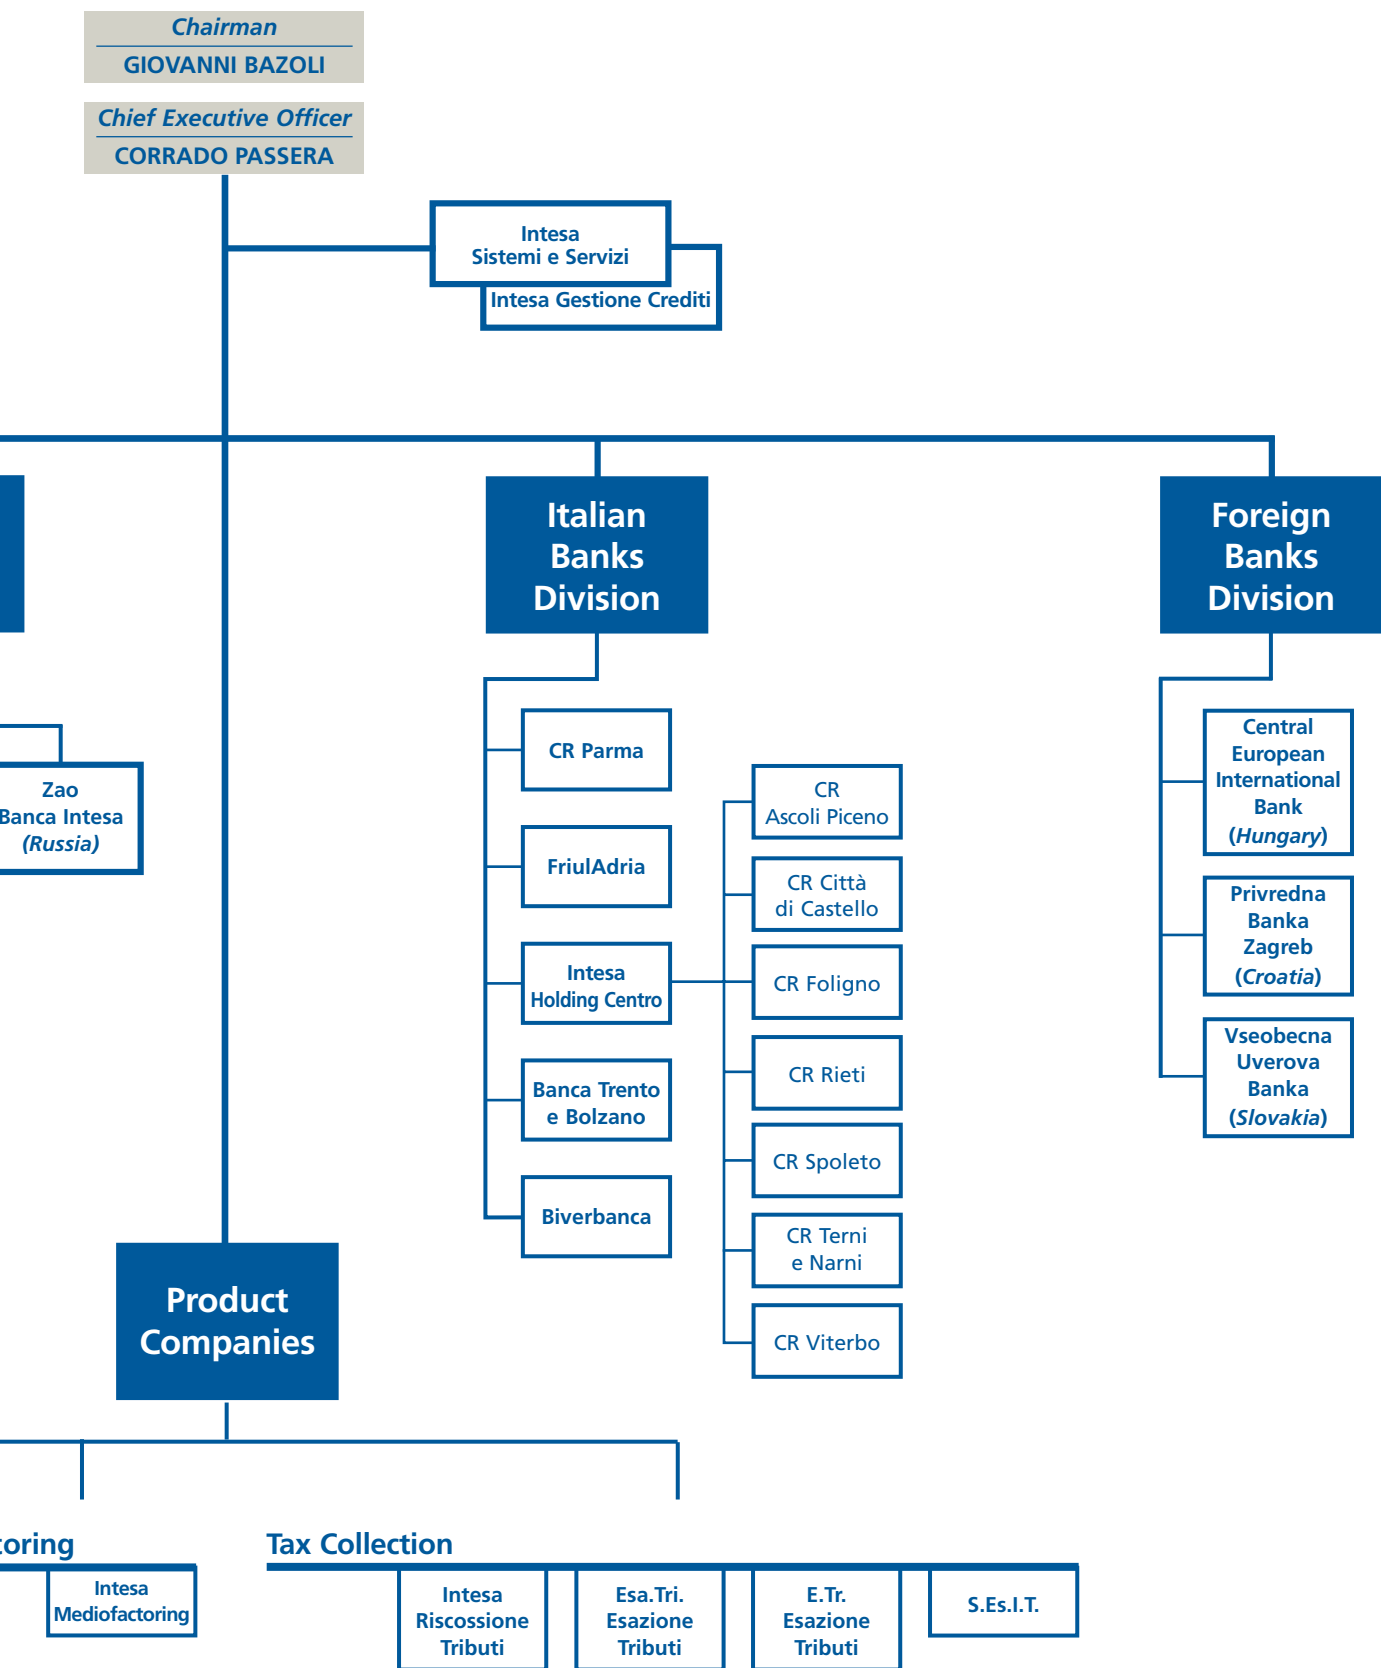 Chairman
GIOVANNI BAZOLI
Chief Executive Officer
CORRADO PASSERA
Intesa
Sistemi e Servizi
Intesa Gestione Crediti
Italian
Banks
Division
Foreign
Banks
Division
Zao
Banca Intesa
(Russia)
CR Parma
FriulAdria
Intesa
Holding Centro
Banca Trento
e Bolzano
Biverbanca
CR
Ascoli Piceno
CR Città
di Castello
CR Foligno
CR Rieti
CR Spoleto
CR Terni
e Narni
CR Viterbo
Central
European
International
Bank
(Hungary)
Privredna
Banka
Zagreb
(Croatia)
Vseobecna
Uverova
Banka
(Slovakia)
Product
Companies
toring
Intesa
Mediofactoring
Tax Collection
Intesa
Riscossione
Tributi
Esa.Tri.
Esazione
Tributi
E.Tr.
Esazione
Tributi
S.Es.I.T.